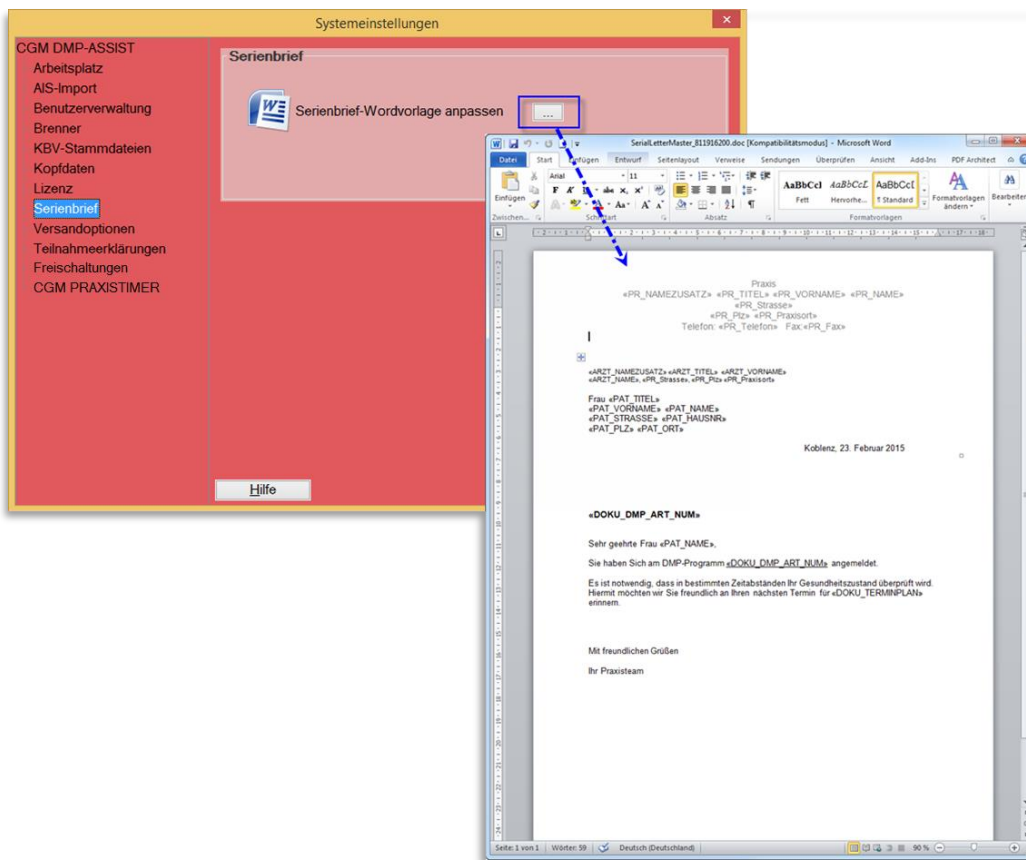 Systemeinstellungen
CGM DMP-ASSIST
Arbeitsplatz
AIS-Import
Benutzerverwaltung
Brenner
KBV-Stammdateien
Kopfdaten
Lizenz
Serienbrief
Versandoptionen
Teilnahmeerklärungen
Freischaltungen
CGM PRAXISTIMER
Serienbrief
Serienbrief-Wordvorlage anpassen
...
Hilfe
SerialLetterMaster_811916200.doc [Kompatibilitätsmodus] - Microsoft Word
Datei Start Einfügen Entwurf Seitenlayout Verweise Sendungen Überprüfen Ansicht Add-Ins PDF Architect
Arial 11
Einfügen
AaBbCcI AaBbCcL AaBbCcI
Fett Hervorhe... ¶ Standard
Formatvorlagen ändern
Bearbeiten
Zwischen... Schriftart Absatz Formatvorlagen
Praxis
«PR_NAMEZUSATZ» «PR_TITEL» «PR_VORNAME» «PR_NAME»
«PR_Strasse»
«PR_Plz» «PR_Praxisort»
Telefon: «PR_Telefon» Fax:«PR_Fax»
«ARZT_NAMEZUSATZ» «ARZT_TITEL» «ARZT_VORNAME»
«ARZT_NAME», «PR_Strasse», «PR_Plz» «PR_Praxisort»
Frau «PAT_TITEL»
«PAT_VORNAME» «PAT_NAME»
«PAT_STRASSE» «PAT_HAUSNR»
«PAT_PLZ» «PAT_ORT»
Koblenz, 23. Februar 2015
«DOKU_DMP_ART_NUM»
Sehr geehrte Frau «PAT_NAME»,
Sie haben Sich am DMP-Programm «DOKU_DMP_ART_NUM» angemeldet.
Es ist notwendig, dass in bestimmten Zeitabständen Ihr Gesundheitszustand überprüft wird.
Hiermit möchten wir Sie freundlich an Ihren nächsten Termin für «DOKU_TERMINPLAN»
erinnern.
Mit freundlichen Grüßen
Ihr Praxisteam
Seite: 1 von 1 Wörter: 59 Deutsch (Deutschland) 90 %